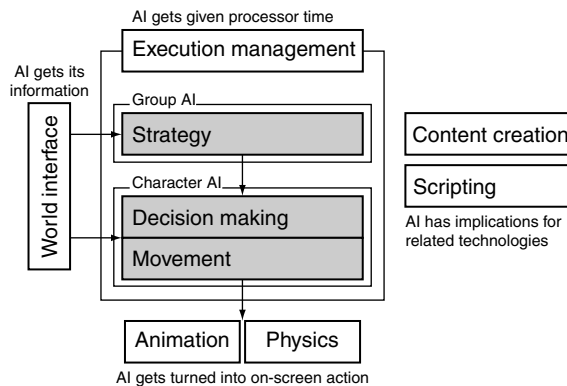 AI gets given processor time
Execution management
AI gets its
information
World interface
Group AI
Strategy
Character AI
Decision making
Movement
Animation
Physics
AI gets turned into on-screen action
Content creation
Scripting
AI has implications for
related technologies